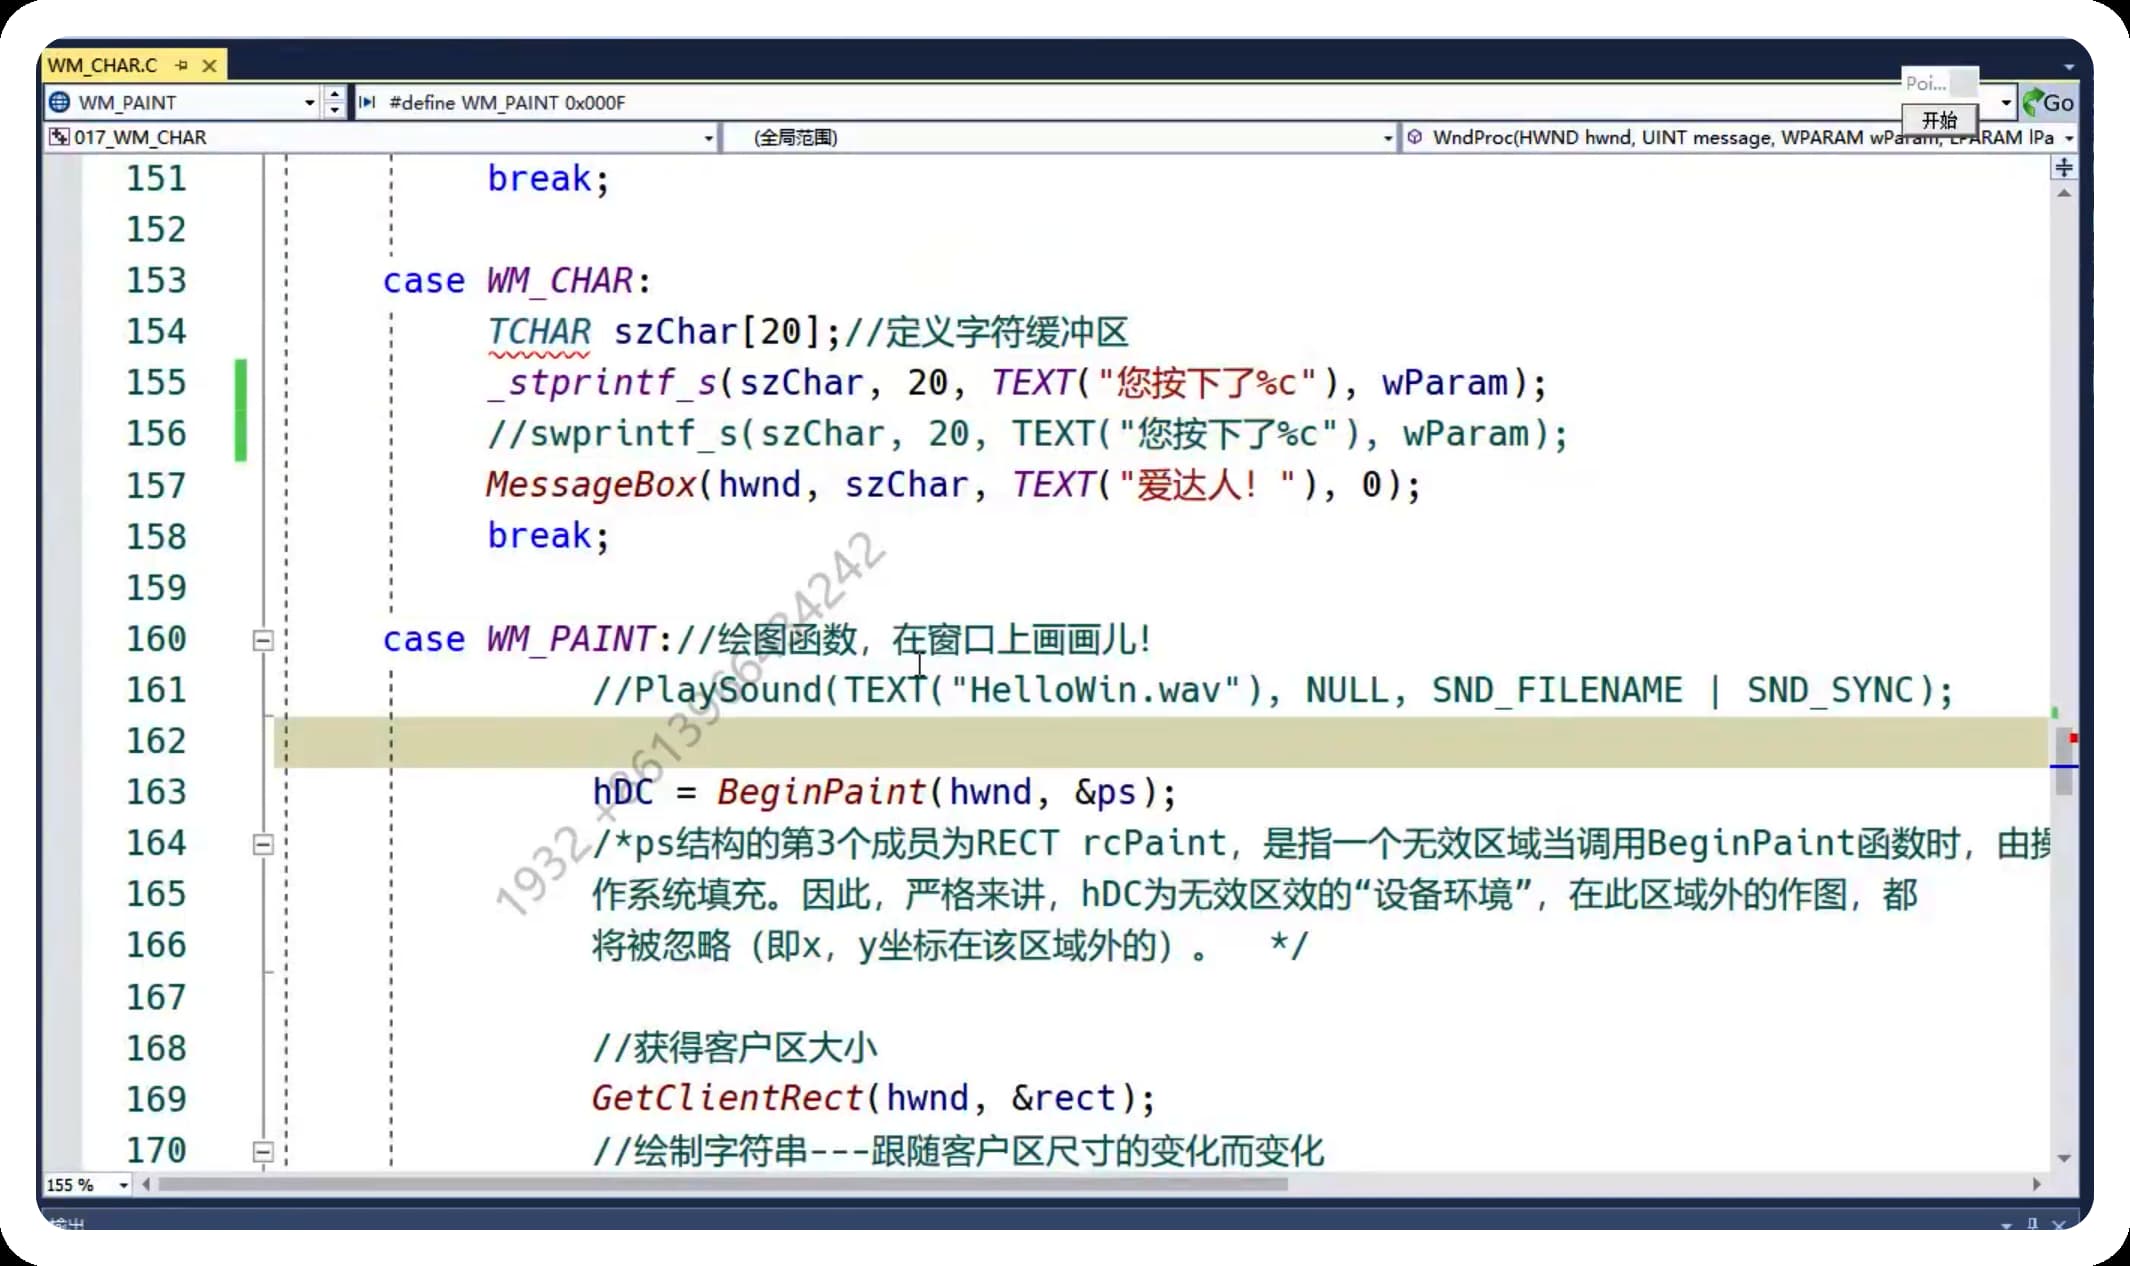 WM_CHAR.C
WM_PAINT
#define WM_PAINT 0x000F
Poi...
开始
Go
017_WM_CHAR
(全局范围)
WndProc(HWND hwnd, UINT message, WPARAM wParam, LPARAM lPa
151 break;
152
153 case WM_CHAR:
154 TCHAR szChar[20];//定义字符缓冲区
155 _stprintf_s(szChar, 20, TEXT("您按下了%c"), wParam);
156 //swprintf_s(szChar, 20, TEXT("您按下了%c"), wParam);
157 MessageBox(hwnd, szChar, TEXT("爱达人！"), 0);
158 break;
159
160 case WM_PAINT://绘图函数，在窗口上画画儿！
161 //PlaySound(TEXT("HelloWin.wav"), NULL, SND_FILENAME | SND_SYNC);
162
163 hDC = BeginPaint(hwnd, &ps);
164 /*ps结构的第3个成员为RECT rcPaint，是指一个无效区域当调用BeginPaint函数时，由操
165 作系统填充。因此，严格来讲，hDC为无效区效的“设备环境”，在此区域外的作图，都
166 将被忽略（即x，y坐标在该区域外的）。 */
167
168 //获得客户区大小
169 GetClientRect(hwnd, &rect);
170 //绘制字符串---跟随客户区尺寸的变化而变化
155 %
输出